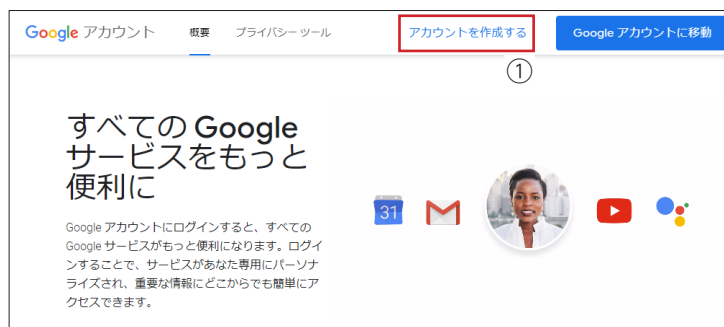 Google アカウント 概要 プライバシー ツール アカウントを作成する Google アカウントに移動
①
すべての Google
サービスをもっと
便利に
31
Google アカウントにログインすると、すべての
Google サービスがもっと便利になります。ログイ
ンすることで、サービスがあなた専用にパーソナ
ライズされ、重要な情報にどこからでも簡単にア
クセスできます。